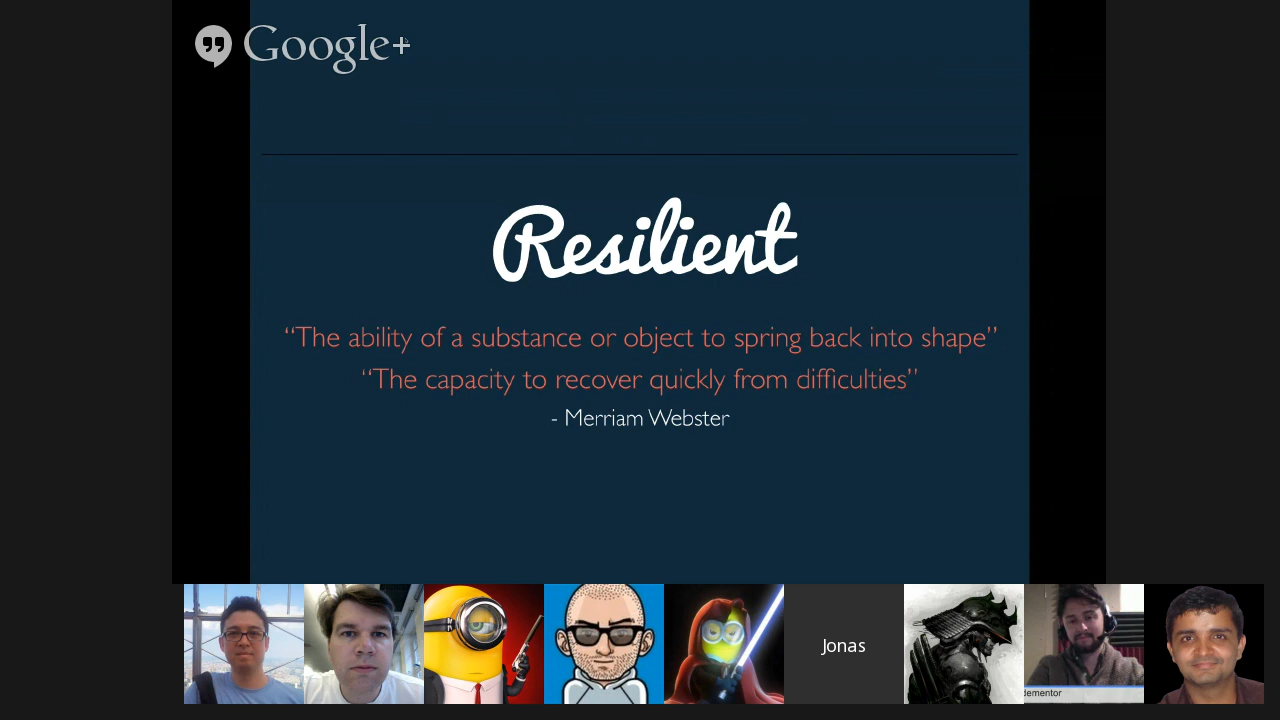 Google+
Resilient
“The ability of a substance or object to spring back into shape”
“The capacity to recover quickly from difficulties”
- Merriam Webster
Jonas
dementor